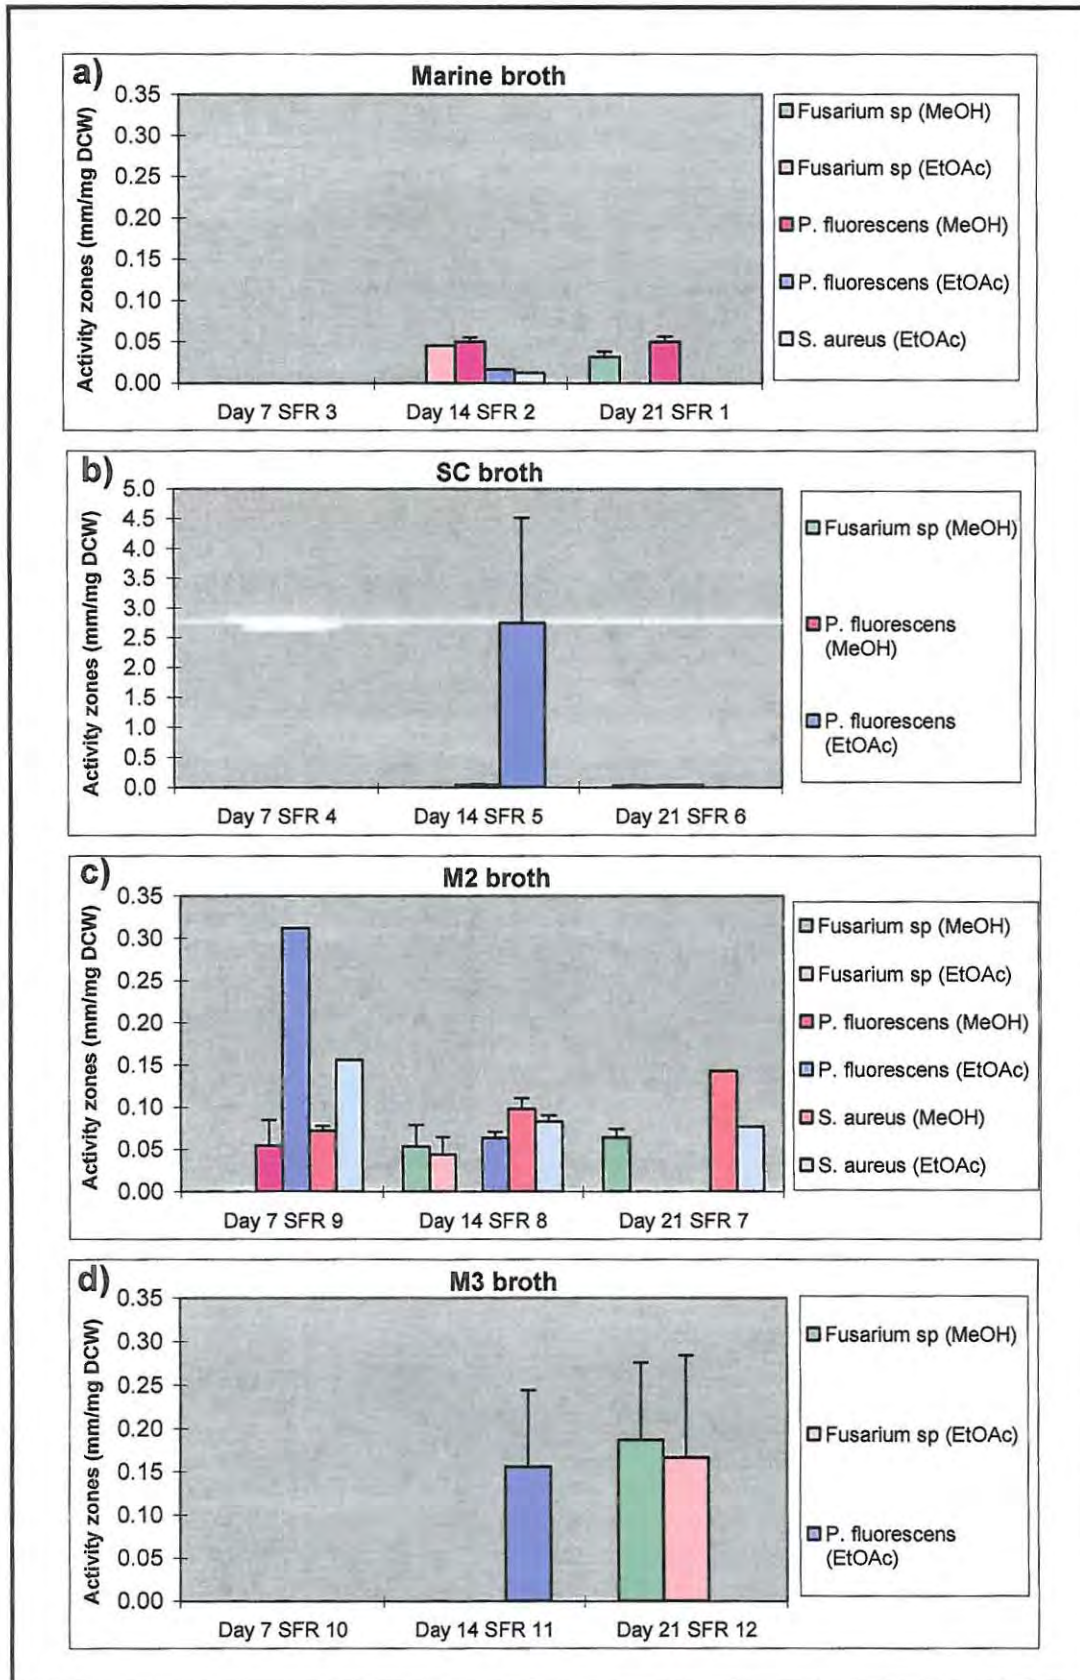 a)
Marine broth
Activity zones (mm/mg DCW)
0.35
0.30
0.25
0.20
0.15
0.10
0.05
0.00
Day 7 SFR 3 Day 14 SFR 2 Day 21 SFR 1
Fusarium sp (MeOH)
Fusarium sp (EtOAc)
P. fluorescens (MeOH)
P. fluorescens (EtOAc)
S. aureus (EtOAc)
b)
SC broth
Activity zones (mm/mg DCW)
5.0
4.5
4.0
3.5
3.0
2.5
2.0
1.5
1.0
0.5
0.0
Day 7 SFR 4 Day 14 SFR 5 Day 21 SFR 6
Fusarium sp (MeOH)
P. fluorescens
(MeOH)
P. fluorescens
(EtOAc)
c)
M2 broth
Activity zones (mm/mg DCW)
0.35
0.30
0.25
0.20
0.15
0.10
0.05
0.00
Day 7 SFR 9 Day 14 SFR 8 Day 21 SFR 7
Fusarium sp (MeOH)
Fusarium sp (EtOAc)
P. fluorescens (MeOH)
P. fluorescens (EtOAc)
S. aureus (MeOH)
S. aureus (EtOAc)
d)
M3 broth
Activity zones (mm/mg DCW)
0.35
0.30
0.25
0.20
0.15
0.10
0.05
0.00
Day 7 SFR 10 Day 14 SFR 11 Day 21 SFR 12
Fusarium sp (MeOH)
Fusarium sp (EtOAc)
P. fluorescens
(EtOAc)